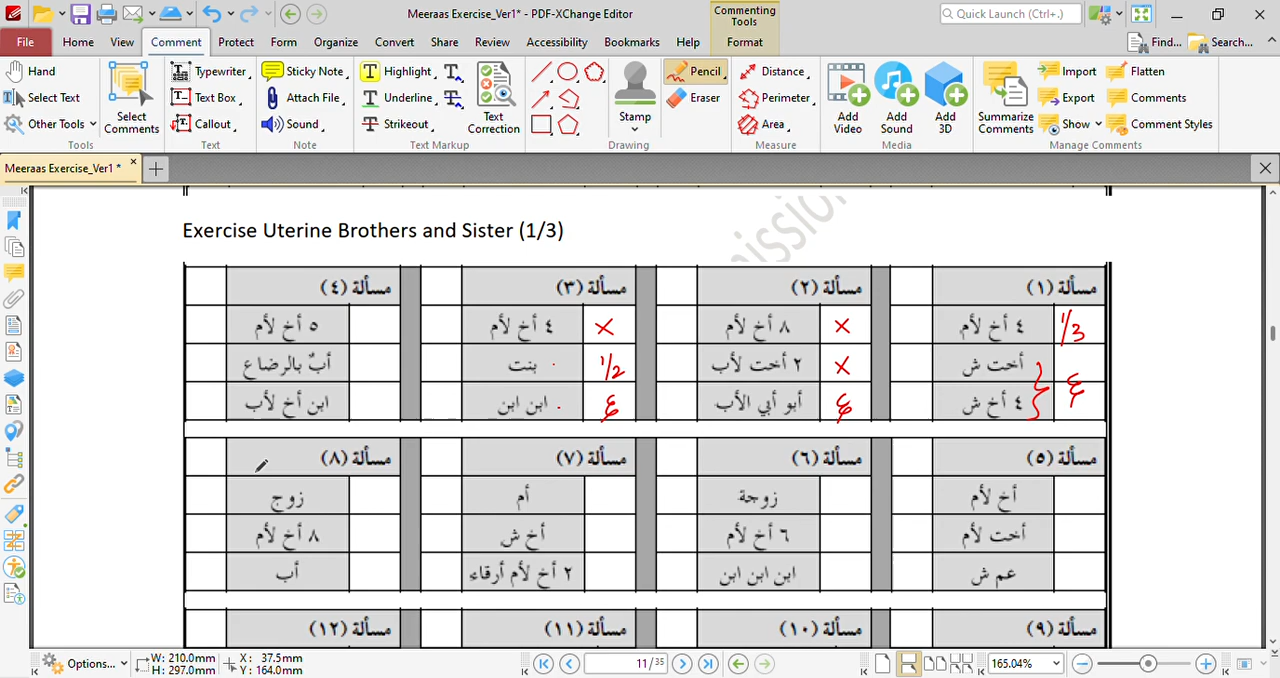 Meeraas Exercise_Ver1* - PDF-XChange Editor
Commenting Tools
Quick Launch (Ctrl+.)
File Home View Comment Protect Form Organize Convert Share Review Accessibility Bookmarks Help Format Find... Search...
Hand
Select Text
Other Tools
Tools
Select Comments
Typewriter
Text Box
Callout
Text
Sticky Note
Attach File
Sound
Note
Highlight
Underline
Strikeout
Text Correction
Text Markup
Stamp
Pencil
Eraser
Drawing
Distance
Perimeter
Area
Measure
Add Video
Add Sound
Add 3D
Media
Summarize Comments
Import
Export
Show
Flatten
Comments
Comment Styles
Manage Comments
Meeraas Exercise_Ver1 *
Exercise Uterine Brothers and Sister (1/3)
مسألة (١)
٤ أخ لأم 1/3
أخت ش
٤ أخ ش ع
مسألة (٢)
٨ أخ لأم ×
٢ أخت لأب ×
أبو أبي الأب ع
مسألة (٣)
٤ أخ لأم ×
بنت 1/2
ابن ابن ع
مسألة (٤)
٥ أخ لأم
أبٌ بالرضاع
ابن أخ لأب
مسألة (٥)
أخ لأم
أخت لأم
عم ش
مسألة (٦)
زوجة
٦ أخ لأم
ابن ابن ابن
مسألة (٧)
أم
أخ ش
٢ أخ لأم أرقاء
مسألة (٨)
زوج
٨ أخ لأم
أب
مسألة (٩)
مسألة (١٠)
مسألة (١١)
مسألة (١٢)
Options...
W: 210.0mm
H: 297.0mm
X: 37.5mm
Y: 164.0mm
11 / 35
165.04%